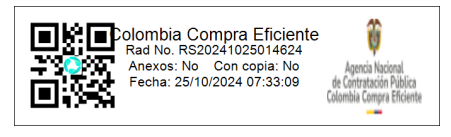 Colombia Compra Eficiente
Rad No. RS20241025014624
Anexos: No Con copia: No
Fecha: 25/10/2024 07:33:09
Agencia Nacional
de Contratación Pública
Colombia Compra Eficiente